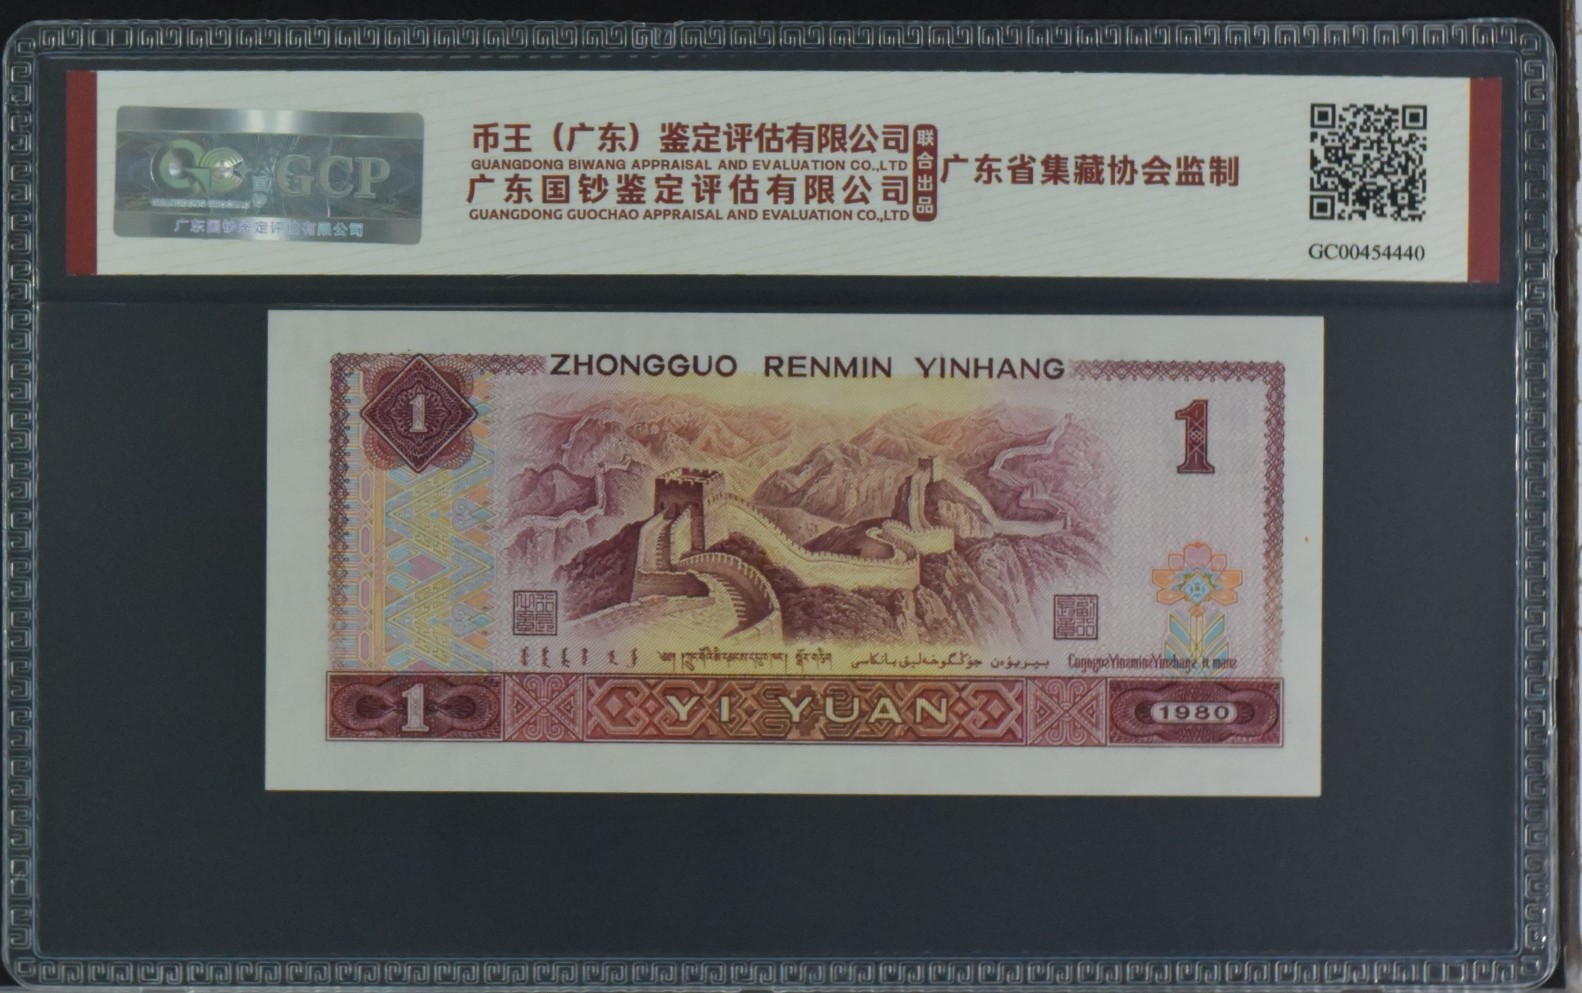 GCP
广东国钞鉴定评估有限公司
币王（广东）鉴定评估有限公司
GUANGDONG BIWANG APPRAISAL AND EVALUATION CO.,LTD
广东国钞鉴定评估有限公司
GUANGDONG GUOCHAO APPRAISAL AND EVALUATION CO.,LTD
联合出品
广东省集藏协会监制
GC00454440
ZHONGGUO RENMIN YINHANG
1
1
1 YI YUAN 1980